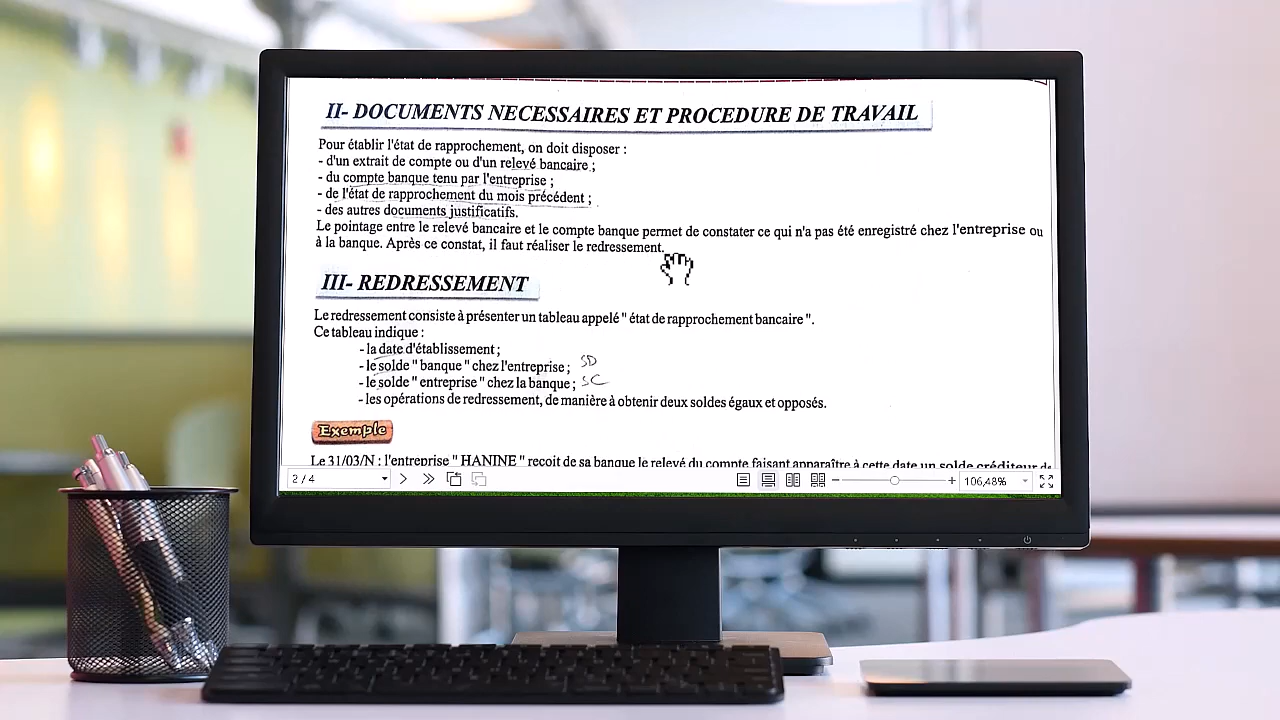 II- DOCUMENTS NECESSAIRES ET PROCEDURE DE TRAVAIL
Pour établir l'état de rapprochement, on doit disposer :
- d'un extrait de compte ou d'un relevé bancaire ;
- du compte banque tenu par l'entreprise ;
- de l'état de rapprochement du mois précédent ;
- des autres documents justificatifs.
Le pointage entre le relevé bancaire et le compte banque permet de constater ce qui n'a pas été enregistré chez l'entreprise ou
à la banque. Après ce constat, il faut réaliser le redressement.
III- REDRESSEMENT
Le redressement consiste à présenter un tableau appelé " état de rapprochement bancaire ".
Ce tableau indique :
- la date d'établissement ;
- le solde " banque " chez l'entreprise ; SD
- le solde " entreprise " chez la banque ; SC
- les opérations de redressement, de manière à obtenir deux soldes égaux et opposés.
Exemple
Le 31/03/N : l'entreprise " HANINE " reçoit de sa banque le relevé du compte faisant apparaître à cette date un solde créditeur de
2 / 4
106,48%